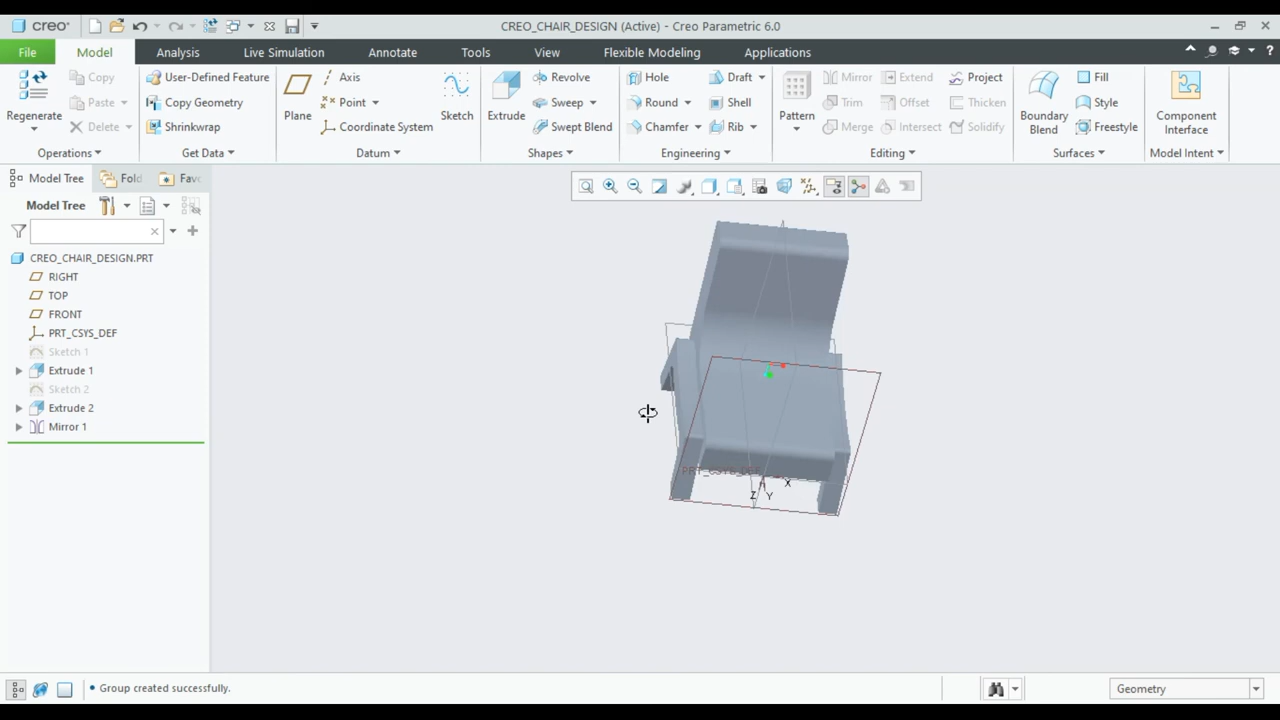 creo
CREO_CHAIR_DESIGN (Active) - Creo Parametric 6.0
File Model Analysis Live Simulation Annotate Tools View Flexible Modeling Applications
Regenerate
Copy
Paste
Delete
Operations
User-Defined Feature
Copy Geometry
Shrinkwrap
Get Data
Plane
Axis
Point
Coordinate System
Sketch
Datum
Extrude
Revolve
Sweep
Swept Blend
Shapes
Hole
Round
Chamfer
Draft
Shell
Rib
Engineering
Pattern
Mirror
Trim
Merge
Extend
Offset
Intersect
Project
Thicken
Solidify
Editing
Boundary
Blend
Fill
Style
Freestyle
Surfaces
Component
Interface
Model Intent
Model Tree Fold Favo
Model Tree
CREO_CHAIR_DESIGN.PRT
RIGHT
TOP
FRONT
PRT_CSYS_DEF
Sketch 1
Extrude 1
Sketch 2
Extrude 2
Mirror 1
PRT_CSYS_DEF
X
Z Y
• Group created successfully.
Geometry